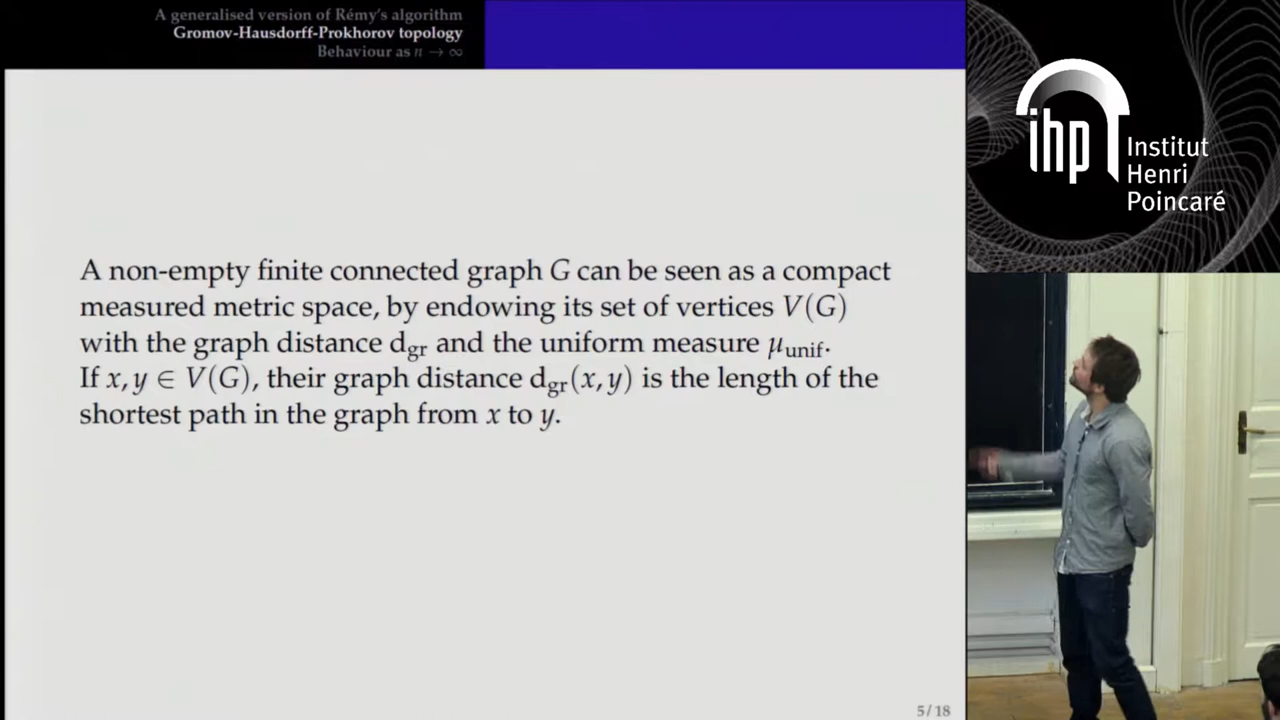 A generalised version of Rémy's algorithm
Gromov-Hausdorff-Prokhorov topology
Behaviour as n → ∞
A non-empty finite connected graph G can be seen as a compact
measured metric space, by endowing its set of vertices V(G)
with the graph distance d_gr and the uniform measure μ_unif.
If x, y ∈ V(G), their graph distance d_gr(x, y) is the length of the
shortest path in the graph from x to y.
5/18
ihp
Institut
Henri
Poincaré